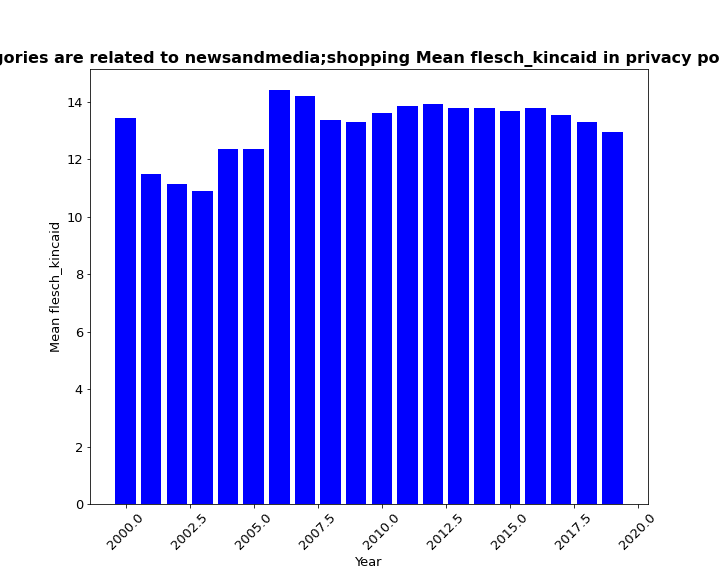 gories are related to newsandmedia;shopping Mean flesch_kincaid in privacy po
14
12
10
8
6
4
2
0
Mean flesch_kincaid
2000.0 2002.5 2005.0 2007.5 2010.0 2012.5 2015.0 2017.5 2020.0
Year